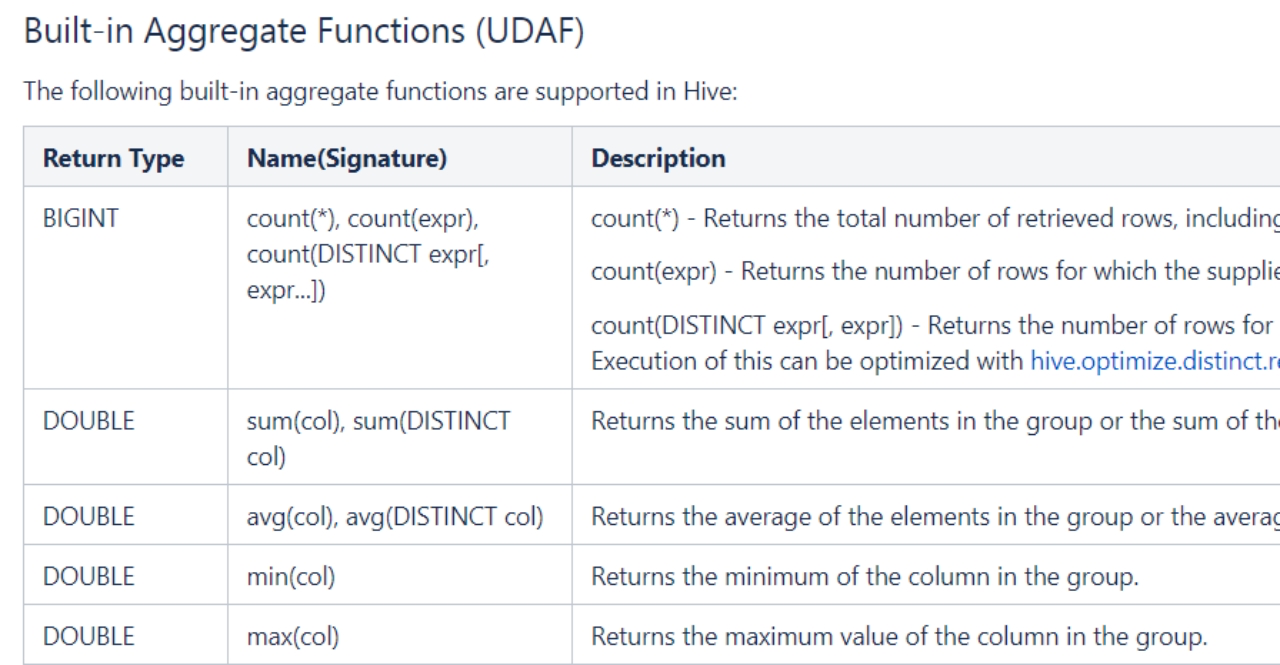 Built-in Aggregate Functions (UDAF)
The following built-in aggregate functions are supported in Hive:
Return Type Name(Signature) Description
BIGINT count(*), count(expr), count(*) - Returns the total number of retrieved rows, including
count(DISTINCT expr[,
expr...])
count(expr) - Returns the number of rows for which the
count(DISTINCT expr[, expr]) - Returns the number of rows for
Execution of this can be optimized with hive.optimize.distinct.
DOUBLE sum(col), sum(DISTINCT Returns the sum of the elements in the group or the sum of
col)
DOUBLE avg(col), avg(DISTINCT col) Returns the average of the elements in the group or the
DOUBLE min(col) Returns the minimum of the column in the group.
DOUBLE max(col) Returns the maximum value of the column in the group.